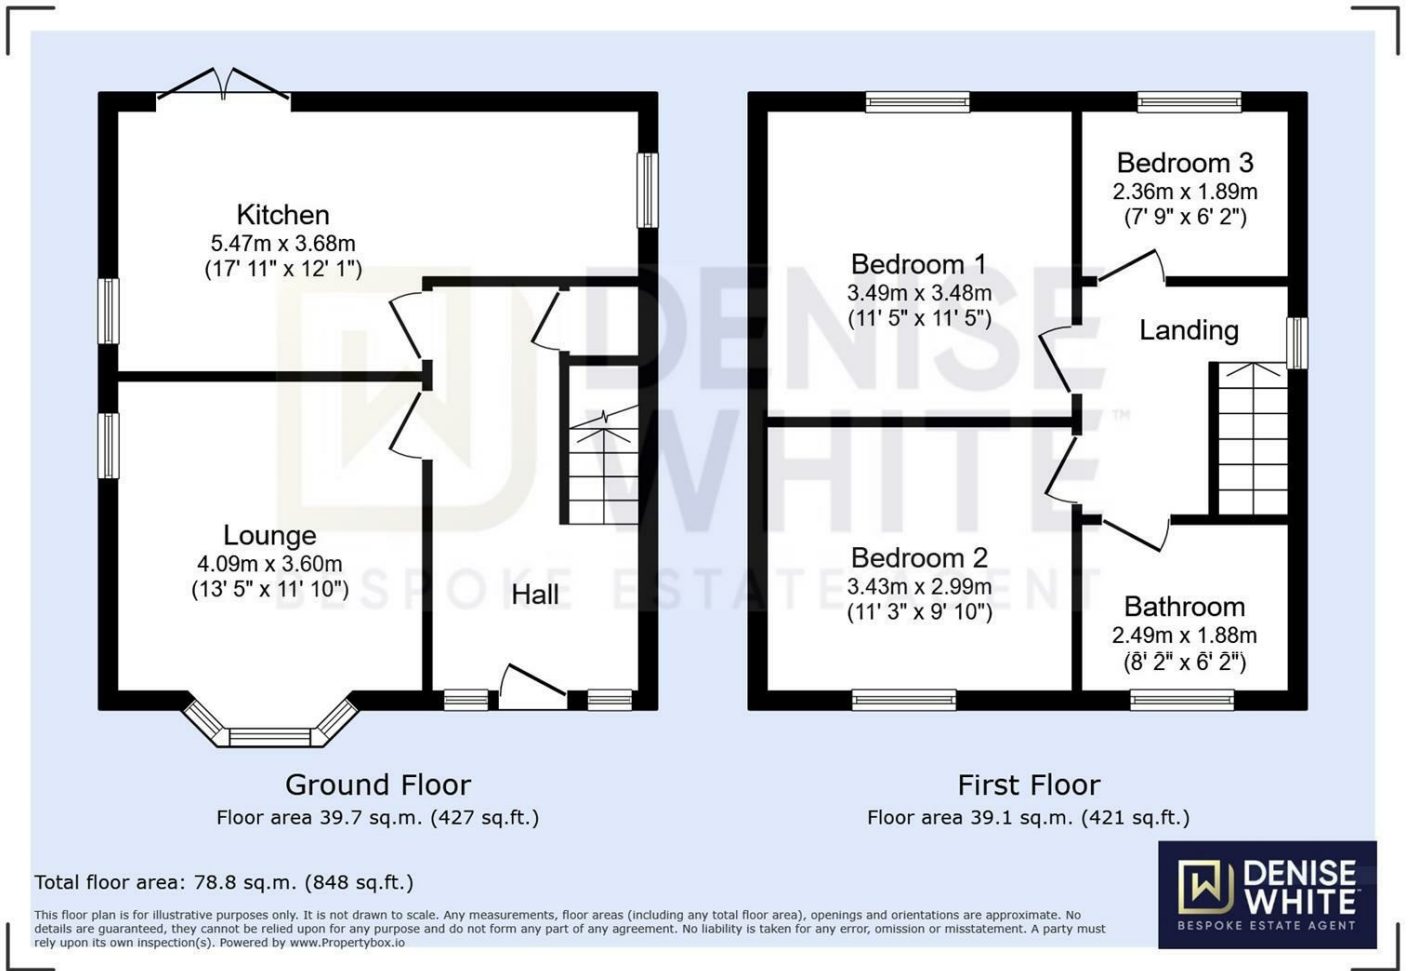 Kitchen
5.47m x 3.68m
(17' 11" x 12' 1")
Lounge
4.09m x 3.60m
(13' 5" x 11' 10")
Hall
Bedroom 1
3.49m x 3.48m
(11' 5" x 11' 5")
Bedroom 3
2.36m x 1.89m
(7' 9" x 6' 2")
Landing
Bedroom 2
3.43m x 2.99m
(11' 3" x 9' 10")
Bathroom
2.49m x 1.88m
(8' 2" x 6' 2")
DENISE
WHITE™
BESPOKE ESTATE AGENT
Ground Floor
Floor area 39.7 sq.m. (427 sq.ft.)
First Floor
Floor area 39.1 sq.m. (421 sq.ft.)
Total floor area: 78.8 sq.m. (848 sq.ft.)
This floor plan is for illustrative purposes only. It is not drawn to scale. Any measurements, floor areas (including any total floor area), openings and orientations are approximate. No
details are guaranteed, they cannot be relied upon for any purpose and do not form any part of any agreement. No liability is taken for any error, omission or misstatement. A party must
rely upon its own inspection(s). Powered by www.Propertybox.io
DENISE
WHITE
BESPOKE ESTATE AGENT